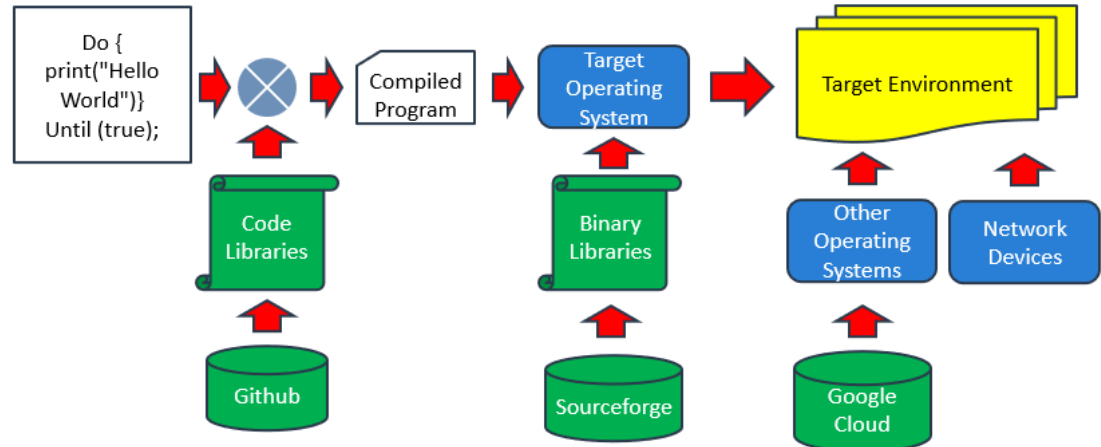 Do {
print("Hello
World")}
Until (true);
Compiled
Program
Target
Operating
System
Target Environment
Code
Libraries
Binary
Libraries
Other
Operating
Systems
Network
Devices
Github
Sourceforge
Google
Cloud